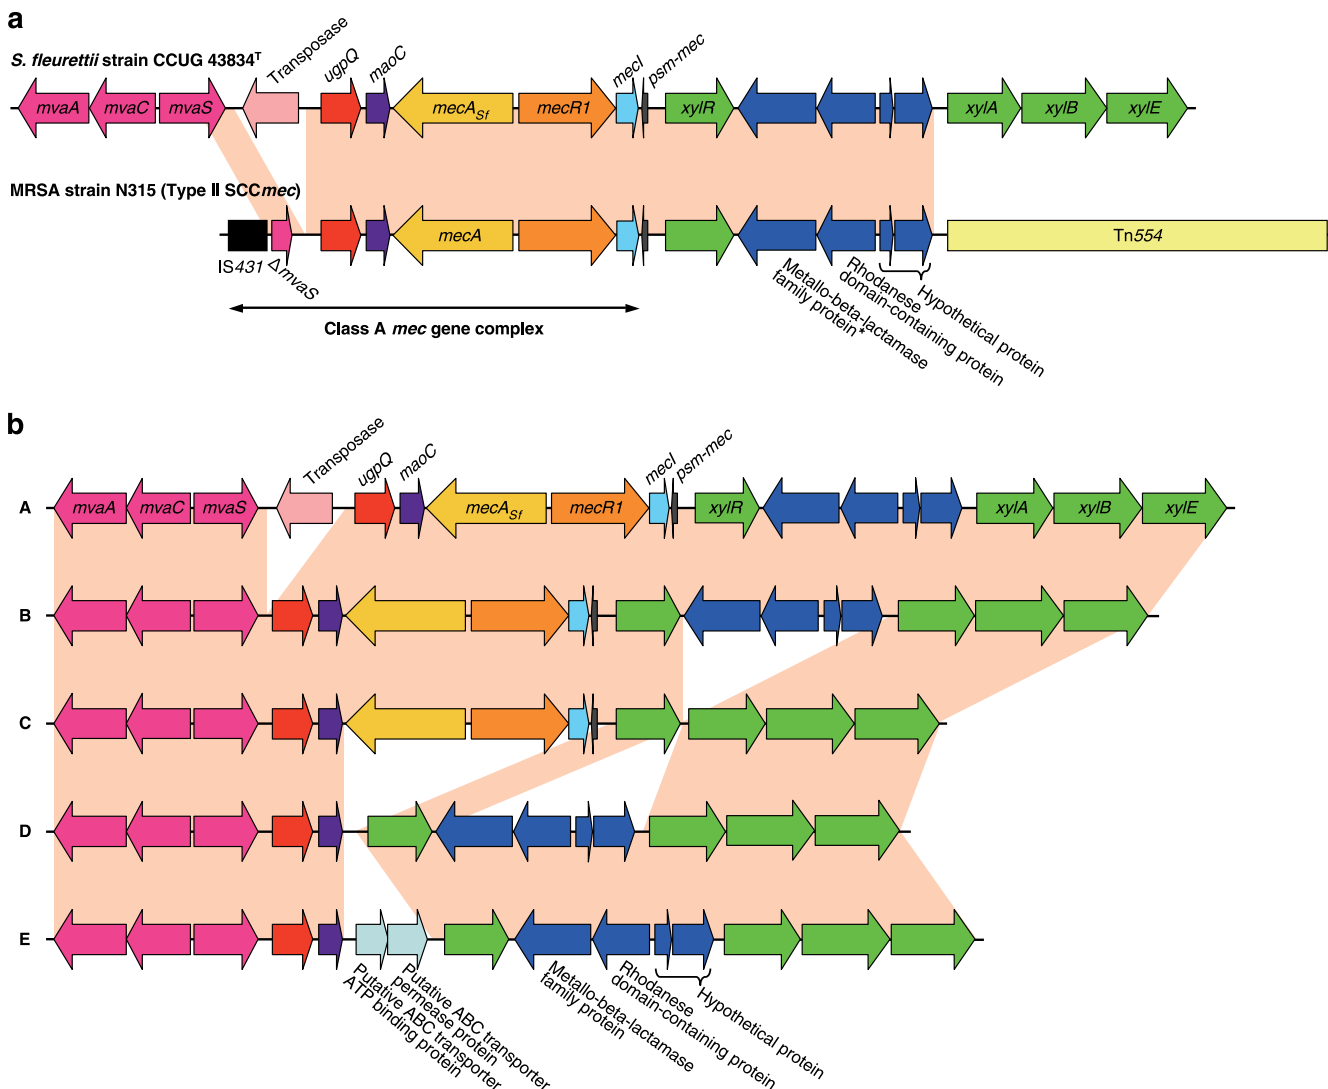 a
S. fleurettii strain CCUG 43834ᵀ
Transposase
ugpQ
maoC
mecI
psm-mec
mvaA
mvaC
mvaS
mecASf
mecR1
xylR
xylA
xylB
xylE
MRSA strain N315 (Type II SCCmec)
mecA
Tn554
IS431
ΔmvaS
Class A mec gene complex
Metallo-beta-lactamase
family protein*
Rhodanese
domain-containing protein
Hypothetical protein
b
Transposase
ugpQ
maoC
mecI
psm-mec
A
mvaA
mvaC
mvaS
mecASf
mecR1
xylR
xylA
xylB
xylE
B
C
D
E
Putative ABC transporter
ATP binding protein
Putative ABC transporter
permease protein
Metallo-beta-lactamase
family protein
Rhodanese
domain-containing protein
Hypothetical protein